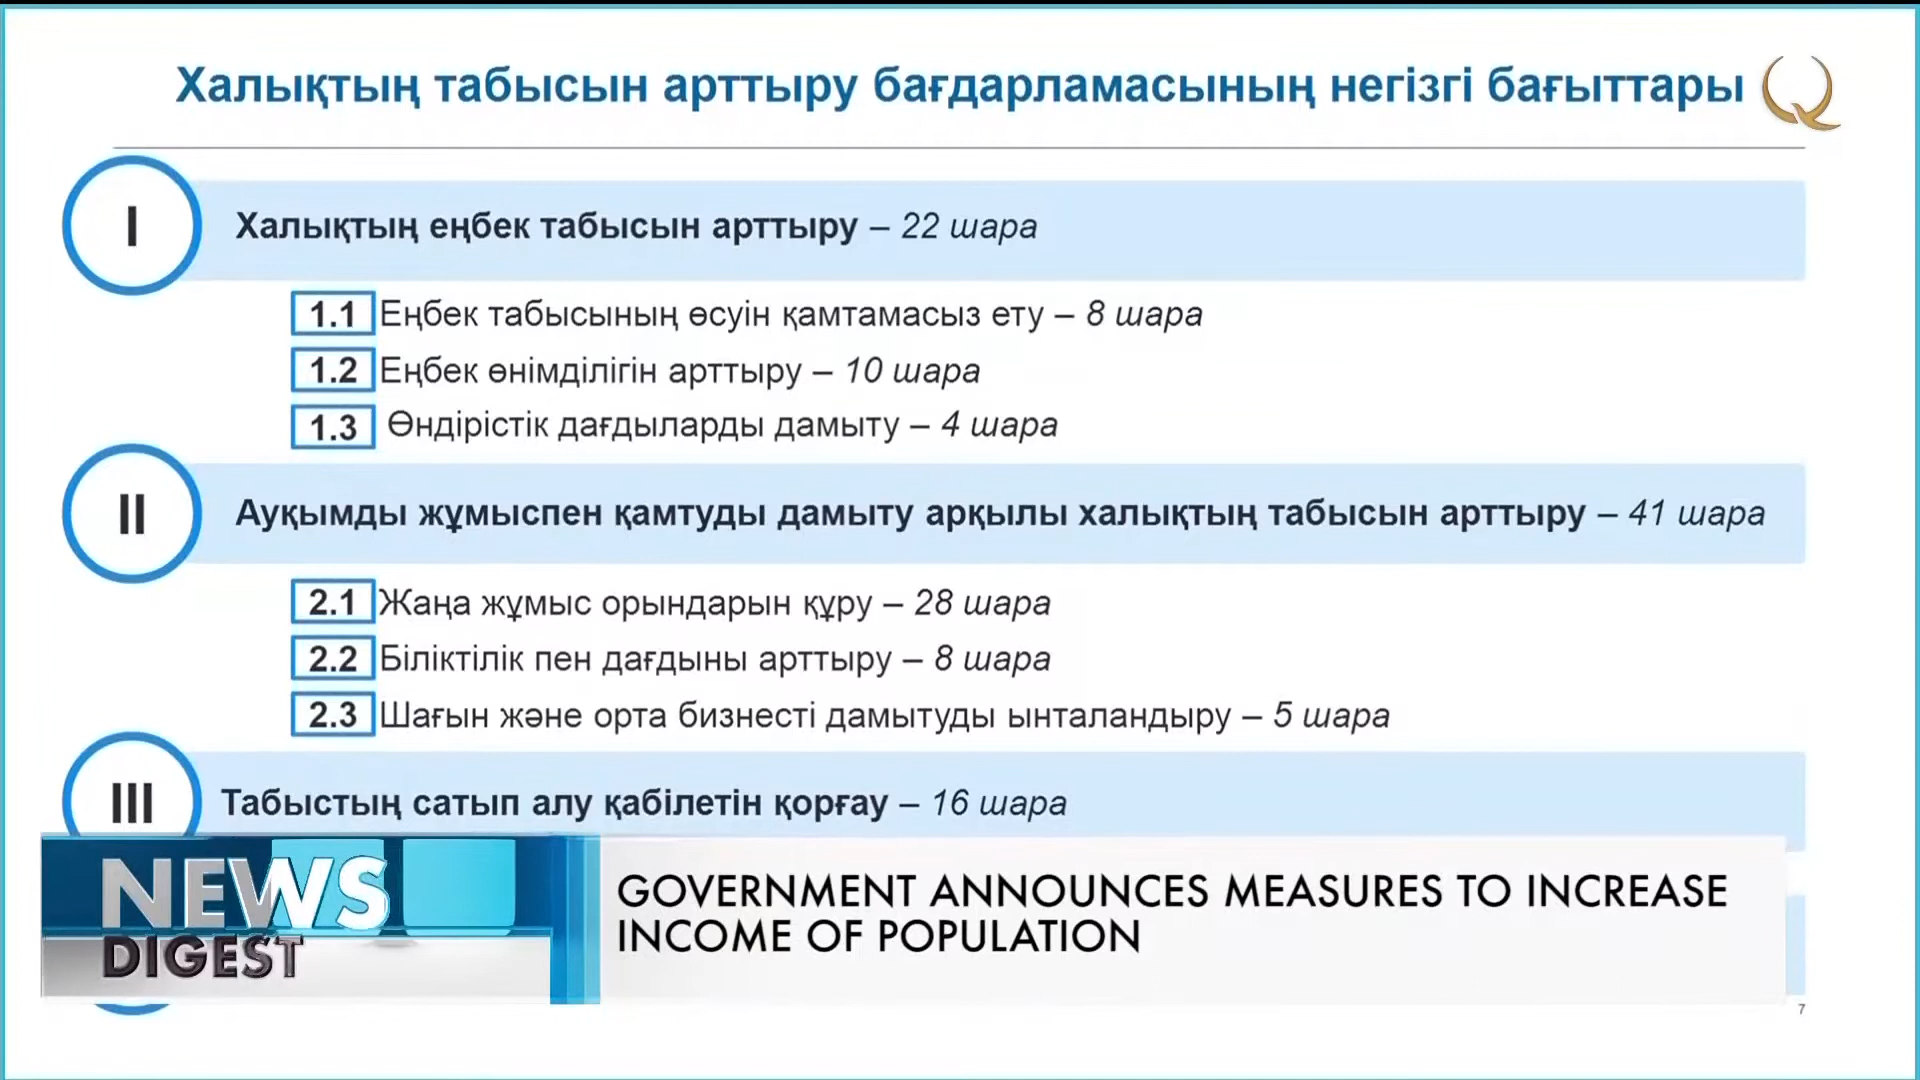 Халықтың табысын арттыру бағдарламасының негізгі бағыттары
I
Халықтың еңбек табысын арттыру – 22 шара
1.1 Еңбек табысының өсуін қамтамасыз ету – 8 шара
1.2 Еңбек өнімділігін арттыру – 10 шара
1.3 Өндірістік дағдыларды дамыту – 4 шара
II
Ауқымды жұмыспен қамтуды дамыту арқылы халықтың табысын арттыру – 41 шара
2.1 Жаңа жұмыс орындарын құру – 28 шара
2.2 Біліктілік пен дағдыны арттыру – 8 шара
2.3 Шағын және орта бизнесті дамытуды ынталандыру – 5 шара
III
Табыстың сатып алу қабілетін қорғау – 16 шара
NEWS
DIGEST
GOVERNMENT ANNOUNCES MEASURES TO INCREASE
INCOME OF POPULATION
7